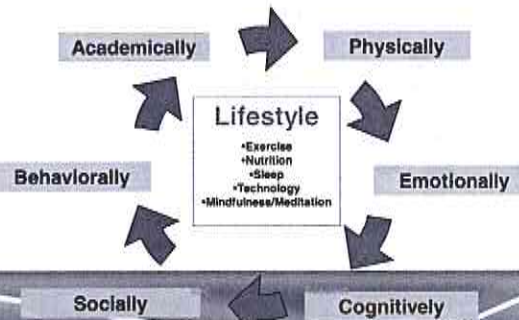 Academically
Physically
Lifestyle
•Exercise
•Nutrition
•Sleep
•Technology
•Mindfulness/Meditation
Behaviorally
Emotionally
Socially
Cognitively